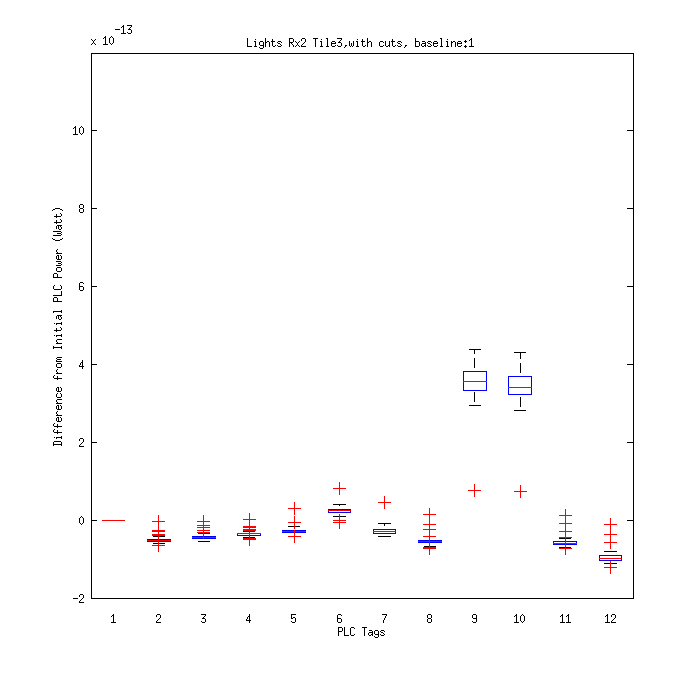 x 10-13
Lights Rx2 Tile3,with cuts, baseline:1
10
8
6
4
2
0
-2
Difference from Initial PLC Power (Watt)
1 2 3 4 5 6 7 8 9 10 11 12
PLC Tags